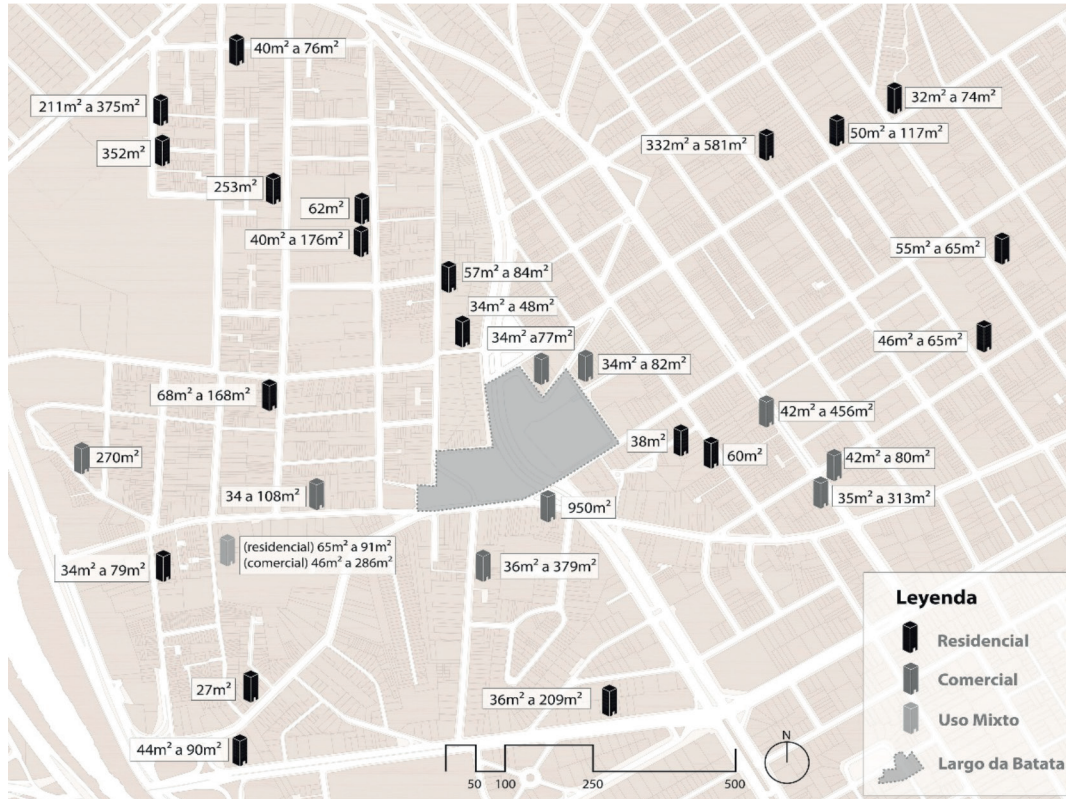 40m² a 76m²
211m² a 375m²
32m² a 74m²
50m² a 117m²
332m² a 581m²
352m²
253m²
62m²
40m² a 176m²
55m² a 65m²
57m² a 84m²
34m² a 48m²
34m² a77m²
46m² a 65m²
34m² a 82m²
68m² a 168m²
42m² a 456m²
38m²
60m²
270m²
42m² a 80m²
34 a 108m²
35m² a 313m²
950m²
(residencial) 65m² a 91m²
(comercial) 46m² a 286m²
34m² a 79m²
36m² a 379m²
27m²
36m² a 209m²
44m² a 90m²
N
50 100 250 500
Leyenda
Residencial
Comercial
Uso Mixto
Largo da Batata